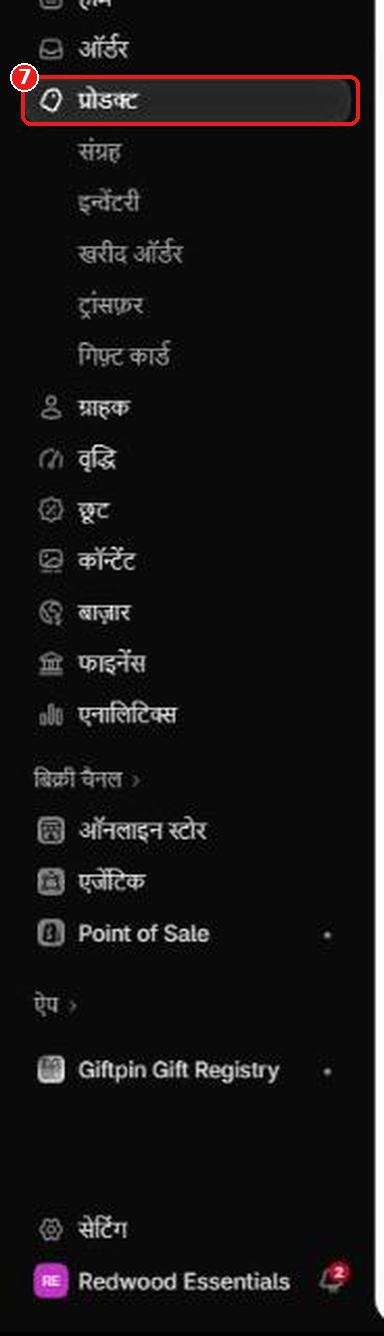 होम
ऑर्डर
7
प्रोडक्ट
संग्रह
इन्वेंटरी
खरीद ऑर्डर
ट्रांसफ़र
गिफ़्ट कार्ड
ग्राहक
वृद्धि
छूट
कॉन्टेंट
बाज़ार
फाइनेंस
एनालिटिक्स
बिक्री चैनल ›
ऑनलाइन स्टोर
एजेंटिक
Point of Sale
ऐप ›
Giftpin Gift Registry
सेटिंग
RE Redwood Essentials 2